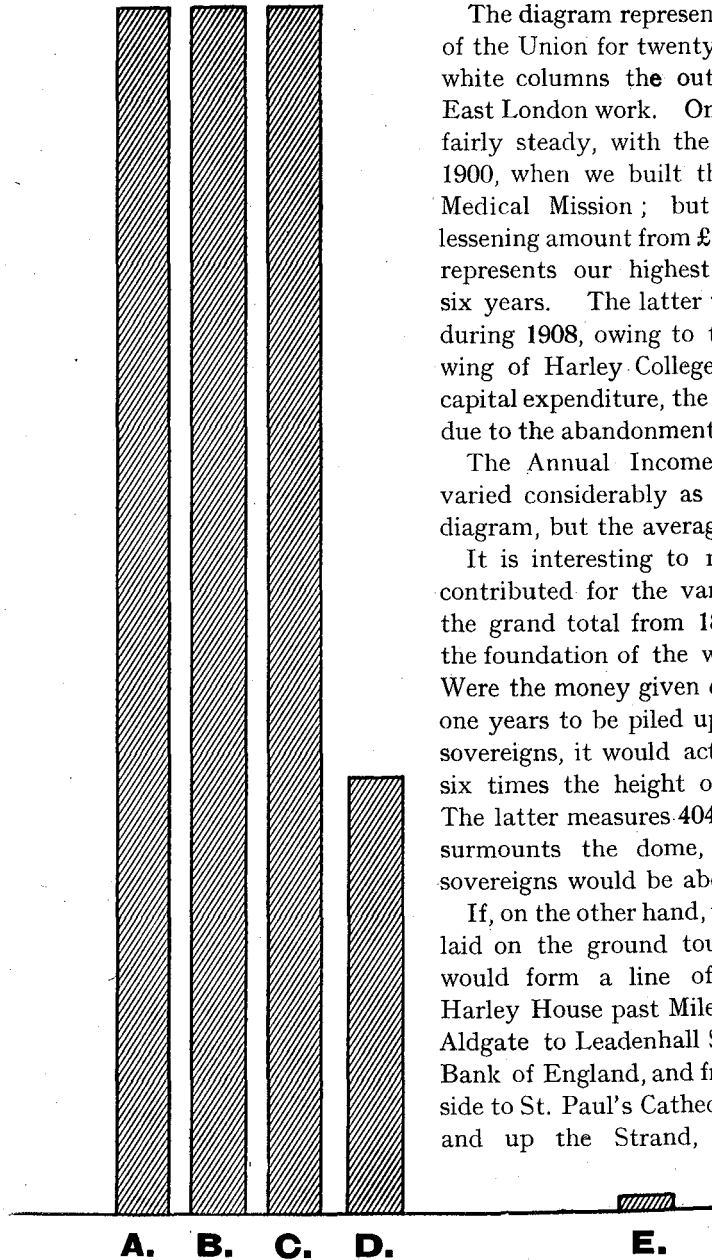 The diagram represen
of the Union for twenty
white columns the out
East London work. On
fairly steady, with the
1900, when we built th
Medical Mission ; but
lessening amount from £
represents our highest
six years. The latter
during 1908, owing to t
wing of Harley College
capital expenditure, the
due to the abandonment
The Annual Income
varied considerably as
diagram, but the averag
It is interesting to n
contributed for the var
the grand total from 18
the foundation of the w
Were the money given
one years to be piled up
sovereigns, it would act
six times the height o
The latter measures 404
surmounts the dome,
sovereigns would be abo
If, on the other hand,
laid on the ground tou
would form a line of
Harley House past Mile
Aldgate to Leadenhall S
Bank of England, and fr
side to St. Paul's Cathed
and up the Strand,
A. B. C. D. E.